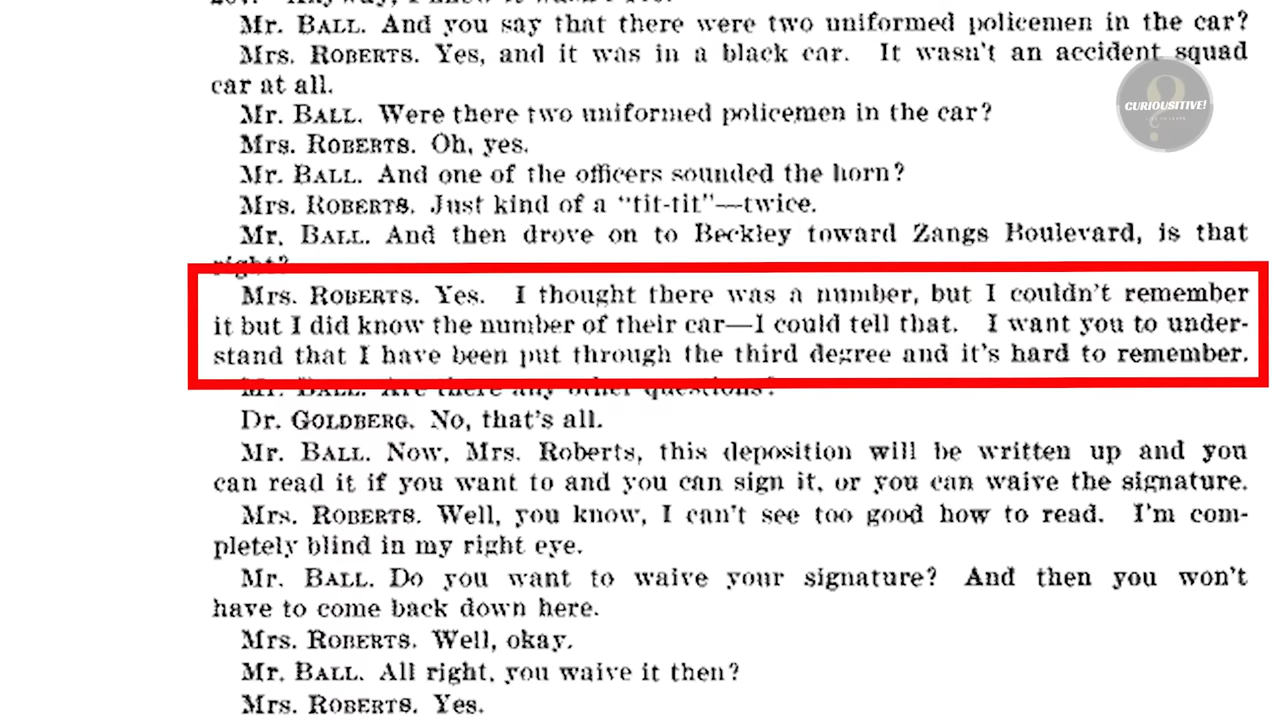 Mr. BALL. And you say that there were two uniformed policemen in the car?
Mrs. ROBERTS. Yes, and it was in a black car. It wasn't an accident squad
car at all.
CURIOUSITIVE!
Mr. BALL. Were there two uniformed policemen in the car?
Mrs. ROBERTS. Oh, yes.
Mr. BALL. And one of the officers sounded the horn?
Mrs. ROBERTS. Just kind of a "tit-tit"—twice.
Mr. BALL. And then drove on to Beckley toward Zangs Boulevard, is that
right?
Mrs. ROBERTS. Yes. I thought there was a number, but I couldn't remember
it but I did know the number of their car—I could tell that. I want you to under-
stand that I have been put through the third degree and it's hard to remember.
Mr. BALL. Are there any other questions?
Dr. GOLDBERG. No, that's all.
Mr. BALL. Now, Mrs. Roberts, this deposition will be written up and you
can read it if you want to and you can sign it, or you can waive the signature.
Mrs. ROBERTS. Well, you know, I can't see too good how to read. I'm com-
pletely blind in my right eye.
Mr. BALL. Do you want to waive your signature? And then you won't
have to come back down here.
Mrs. ROBERTS. Well, okay.
Mr. BALL. All right, you waive it then?
Mrs. ROBERTS. Yes.